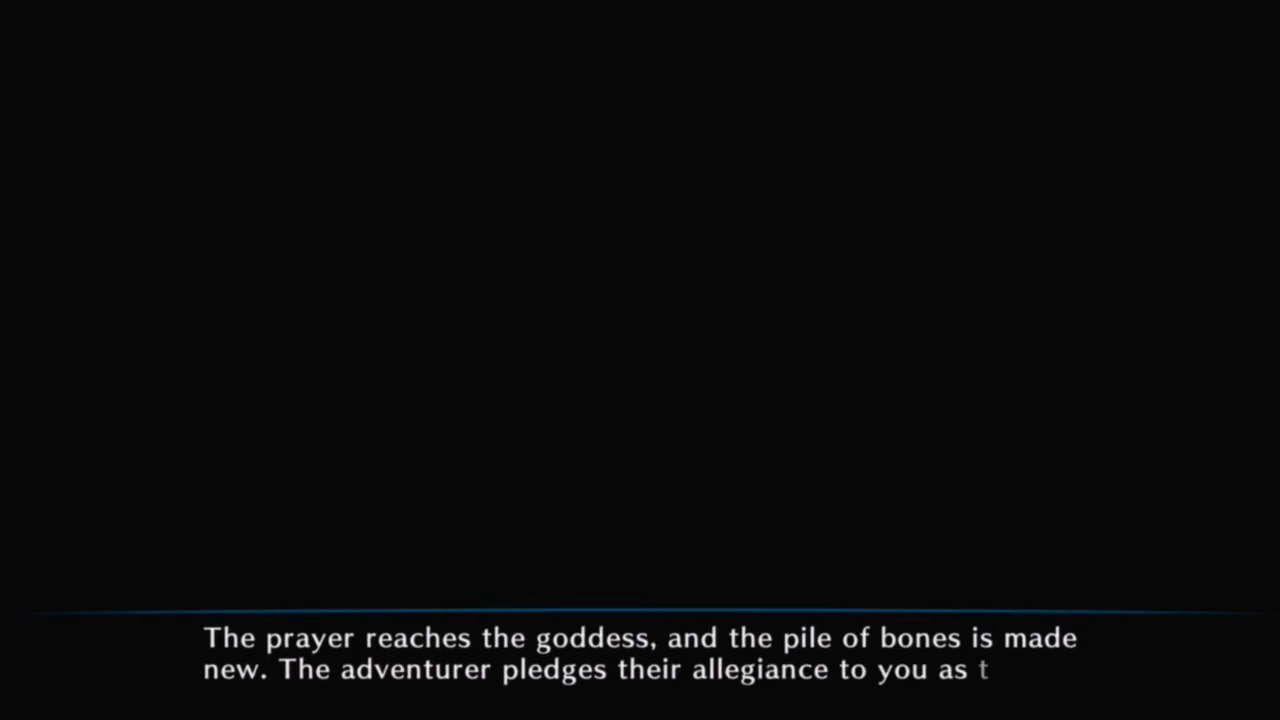 The prayer reaches the goddess, and the pile of bones is made
new. The adventurer pledges their allegiance to you as t